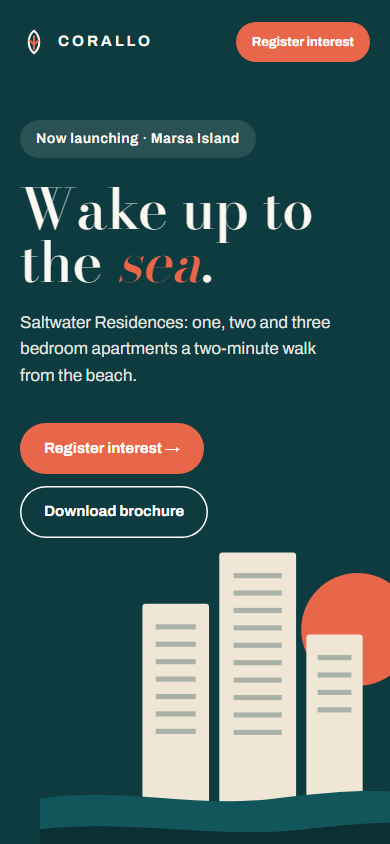 CORALLO
Register interest
Now launching · Marsa Island
Wake up to
the sea.
Saltwater Residences: one, two and three
bedroom apartments a two-minute walk
from the beach.
Register interest →
Download brochure